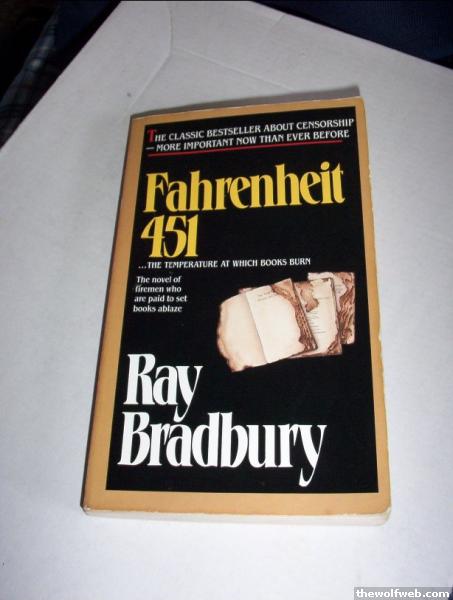 THE CLASSIC BESTSELLER ABOUT CENSORSHIP
— MORE IMPORTANT NOW THAN EVER BEFORE
Fahrenheit
451
...THE TEMPERATURE AT WHICH BOOKS BURN
The novel of
firemen who
are paid to set
books ablaze
Ray
Bradbury
thewolfweb.com